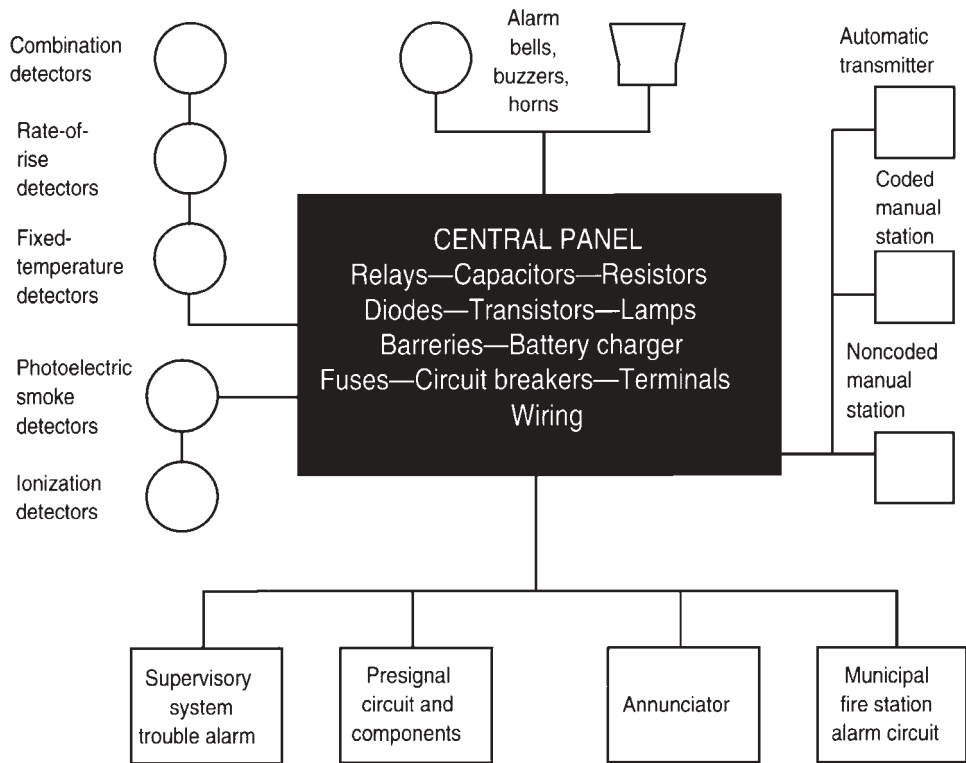 Combination
detectors
Rate-of-
rise
detectors
Fixed-
temperature
detectors
Photoelectric
smoke
detectors
Ionization
detectors
Alarm
bells,
buzzers,
horns
Automatic
transmitter
Coded
manual
station
Noncoded
manual
station
CENTRAL PANEL
Relays—Capacitors—Resistors
Diodes—Transistors—Lamps
Barreries—Battery charger
Fuses—Circuit breakers—Terminals
Wiring
Supervisory
system
trouble alarm
Presignal
circuit and
components
Annunciator
Municipal
fire station
alarm circuit